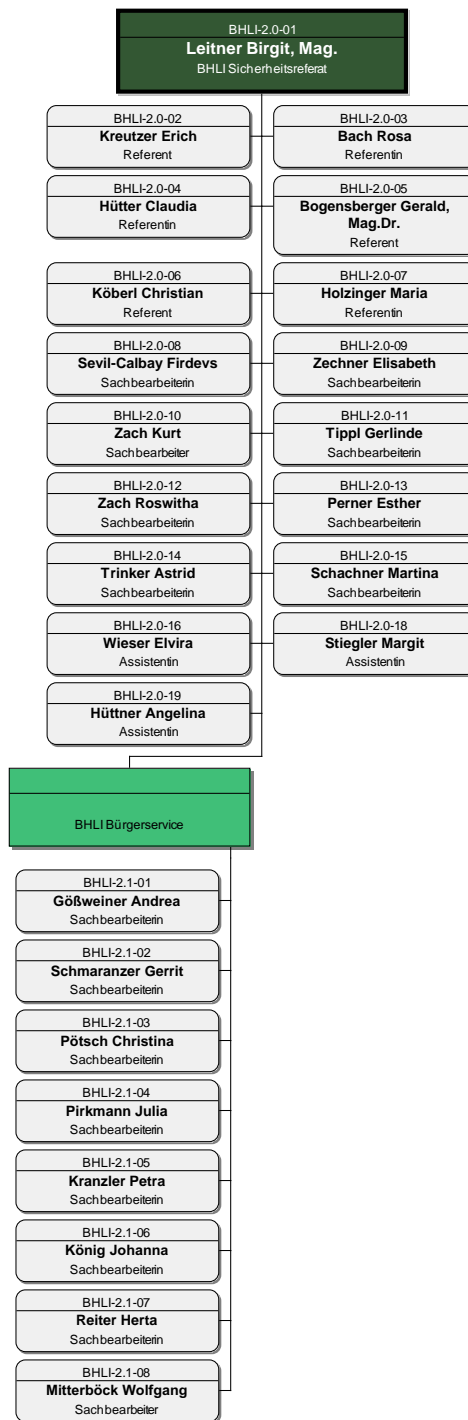 BHLI-2.0-01
Leitner Birgit, Mag.
BHLI Sicherheitsreferat
BHLI-2.0-02
Kreutzer Erich
Referent
BHLI-2.0-03
Bach Rosa
Referentin
BHLI-2.0-04
Hütter Claudia
Referentin
BHLI-2.0-05
Bogensberger Gerald,
Mag.Dr.
Referent
BHLI-2.0-06
Köberl Christian
Referent
BHLI-2.0-07
Holzinger Maria
Referentin
BHLI-2.0-08
Sevil-Calbay Firdevs
Sachbearbeiterin
BHLI-2.0-09
Zechner Elisabeth
Sachbearbeiterin
BHLI-2.0-10
Zach Kurt
Sachbearbeiter
BHLI-2.0-11
Tippl Gerlinde
Sachbearbeiterin
BHLI-2.0-12
Zach Roswitha
Sachbearbeiterin
BHLI-2.0-13
Perner Esther
Sachbearbeiterin
BHLI-2.0-14
Trinker Astrid
Sachbearbeiterin
BHLI-2.0-15
Schachner Martina
Sachbearbeiterin
BHLI-2.0-16
Wieser Elvira
Assistentin
BHLI-2.0-18
Stiegler Margit
Assistentin
BHLI-2.0-19
Hüttner Angelina
Assistentin
BHLI Bürgerservice
BHLI-2.1-01
Gößweiner Andrea
Sachbearbeiterin
BHLI-2.1-02
Schmaranzer Gerrit
Sachbearbeiterin
BHLI-2.1-03
Pötsch Christina
Sachbearbeiterin
BHLI-2.1-04
Pirkmann Julia
Sachbearbeiterin
BHLI-2.1-05
Kranzler Petra
Sachbearbeiterin
BHLI-2.1-06
König Johanna
Sachbearbeiterin
BHLI-2.1-07
Reiter Herta
Sachbearbeiterin
BHLI-2.1-08
Mitterböck Wolfgang
Sachbearbeiter